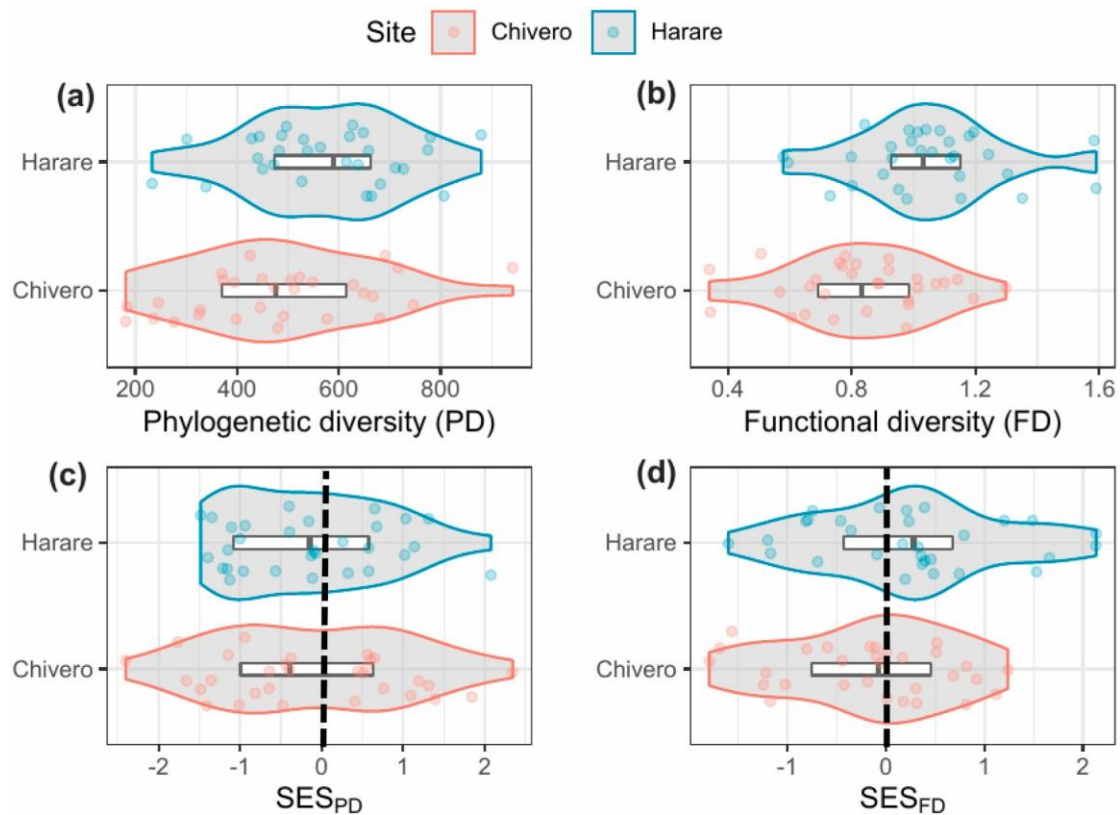 Site Chivero Harare
(a)
Harare
Chivero
200 400 600 800
Phylogenetic diversity (PD)
(b)
Harare
Chivero
0.4 0.8 1.2 1.6
Functional diversity (FD)
(c)
Harare
Chivero
-2 -1 0 1 2
SESPD
(d)
Harare
Chivero
-1 0 1 2
SESFD